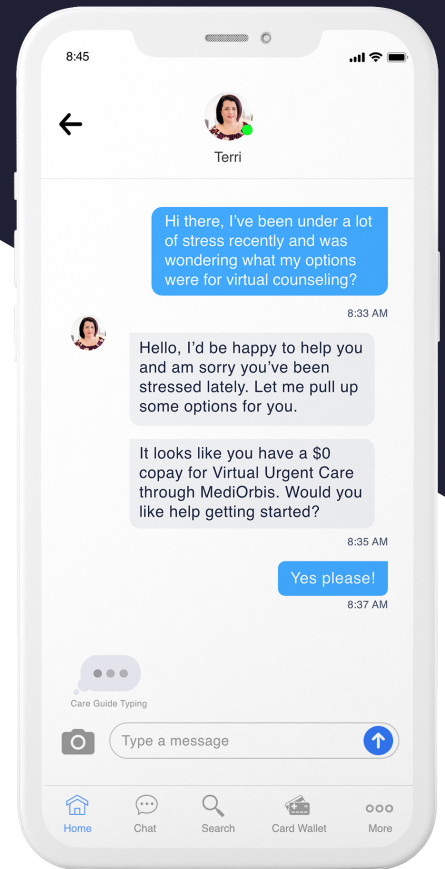 8:45
Terri
Hi there, I've been under a lot
of stress recently and was
wondering what my options
were for virtual counseling?
8:33 AM
Hello, I'd be happy to help you
and am sorry you've been
stressed lately. Let me pull up
some options for you.
It looks like you have a $0
copay for Virtual Urgent Care
through MediOrbis. Would you
like help getting started?
8:35 AM
Yes please!
8:37 AM
Care Guide Typing
Type a message
Home Chat Search Card Wallet More